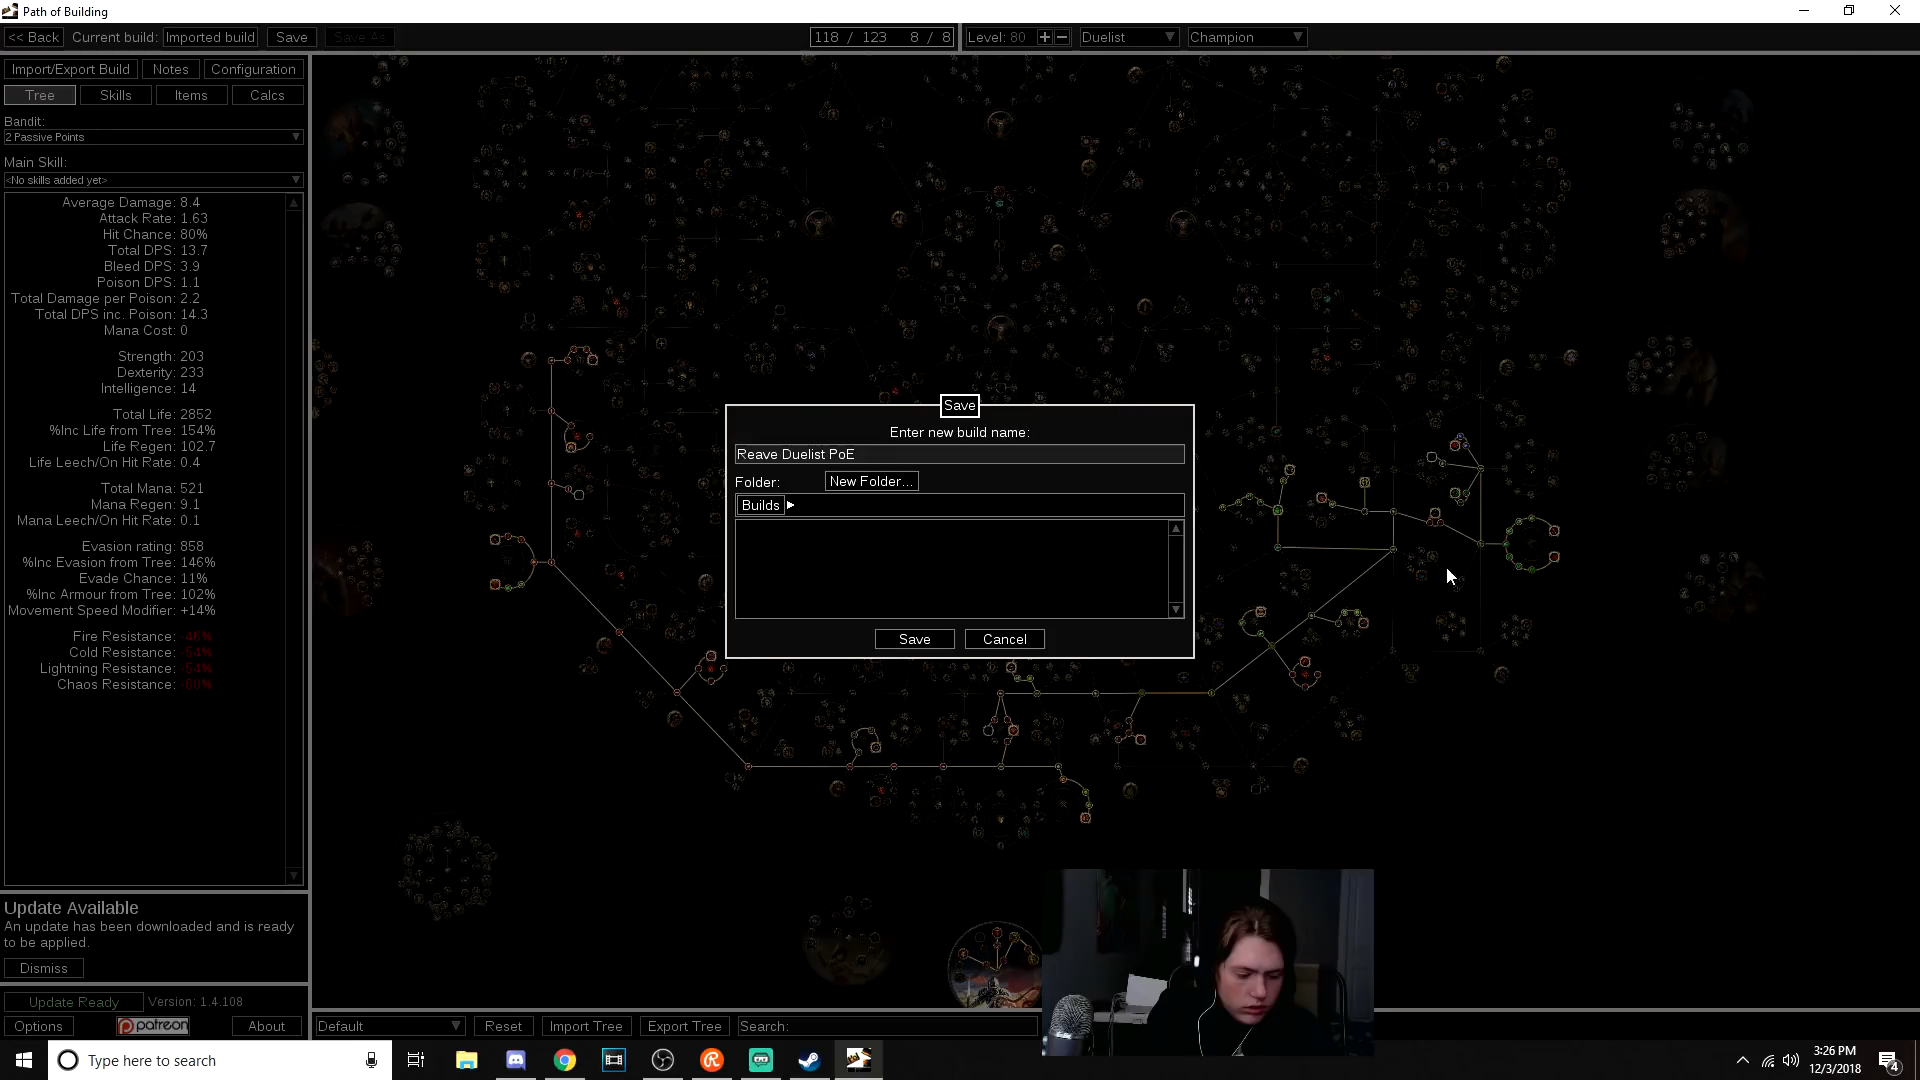 Path of Building
<< Back
Current build:
Imported build
Save
Save As
118 / 123 8 / 8
Level: 80
+
−
Duelist
Champion
Import/Export Build
Notes
Configuration
Tree
Skills
Items
Calcs
Bandit:
2 Passive Points
Main Skill:
<No skills added yet>
Average Damage: 8.4
Attack Rate: 1.63
Hit Chance: 80%
Total DPS: 13.7
Bleed DPS: 3.9
Poison DPS: 1.1
Total Damage per Poison: 2.2
Total DPS inc. Poison: 14.3
Mana Cost: 0
Strength: 203
Dexterity: 233
Intelligence: 14
Total Life: 2852
%Inc Life from Tree: 154%
Life Regen: 102.7
Life Leech/On Hit Rate: 0.4
Total Mana: 521
Mana Regen: 9.1
Mana Leech/On Hit Rate: 0.1
Evasion rating: 858
%Inc Evasion from Tree: 146%
Evade Chance: 11%
%Inc Armour from Tree: 102%
Movement Speed Modifier: +14%
Fire Resistance: -46%
Cold Resistance: -54%
Lightning Resistance: -54%
Chaos Resistance: -60%
Save
Enter new build name:
Reave Duelist PoE
Folder:
New Folder...
Builds
Save
Cancel
Update Available
An update has been downloaded and is ready
to be applied.
Dismiss
Update Ready
Version: 1.4.108
Options
patreon
About
Default
Reset
Import Tree
Export Tree
Search:
Type here to search
3:26 PM
12/3/2018
4